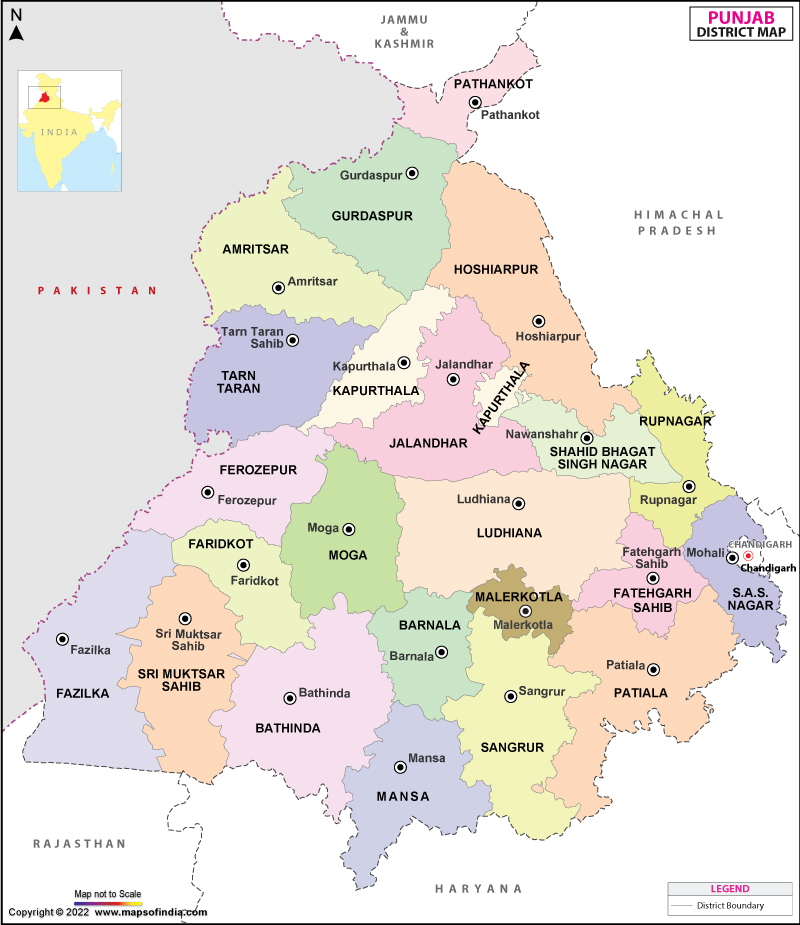 N
JAMMU
&
KASHMIR
PUNJAB
DISTRICT MAP
INDIA
PATHANKOT
Pathankot
Gurdaspur
GURDASPUR
HIMACHAL
PRADESH
AMRITSAR
Amritsar
HOSHIARPUR
Hoshiarpur
PAKISTAN
Tarn Taran
Sahib
TARN
TARAN
Kapurthala
KAPURTHALA
Jalandhar
JALANDHAR
KAPURTHALA
Nawanshahr
SHAHID BHAGAT
SINGH NAGAR
RUPNAGAR
Rupnagar
FEROZEPUR
Ferozepur
Moga
MOGA
Ludhiana
LUDHIANA
FARIDKOT
Faridkot
Fatehgarh
Sahib
FATEHGARH
SAHIB
Mohali
CHANDIGARH
Chandigarh
S.A.S.
NAGAR
MALERKOTLA
Malerkotla
Fazilka
FAZILKA
Sri Muktsar
Sahib
SRI MUKTSAR
SAHIB
BARNALA
Barnala
Bathinda
BATHINDA
Sangrur
SANGRUR
Patiala
PATIALA
Mansa
MANSA
RAJASTHAN
HARYANA
Map not to Scale
Copyright © 2022 www.mapsofindia.com
LEGEND
District Boundary